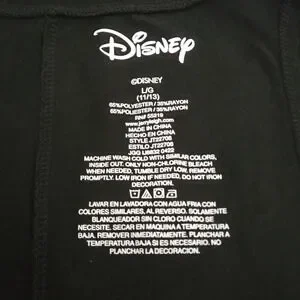 Disney
©DISNEY
L/G
(11/13)
65%POLYESTER / 35%RAYON
65%POLIESTER / 35%RAYON
RN# 55219
www.jerryleigh.com
MADE IN CHINA
HECHO EN CHINA
STYLE JT22708
ESTILO JT22708
JGG LI8632 0422
MACHINE WASH COLD WITH SIMILAR COLORS,
INSIDE OUT. ONLY NON-CHLORINE BLEACH
WHEN NEEDED. TUMBLE DRY LOW. REMOVE
PROMPTLY. LOW IRON IF NEEDED. DO NOT IRON
DECORATION.
LAVAR EN LAVADORA CON AGUA FRIA CON
COLORES SIMILARES, AL REVERSO. SOLAMENTE
BLANQUEADOR SIN CLORO CUANDO SE
NECESITE. SECAR EN MAQUINA A TEMPERATURA
BAJA. REMOVER INMEDIATAMENTE. PLANCHAR A
TEMPERATURA BAJA SI ES NECESARIO. NO
PLANCHAR LA DECORACION.